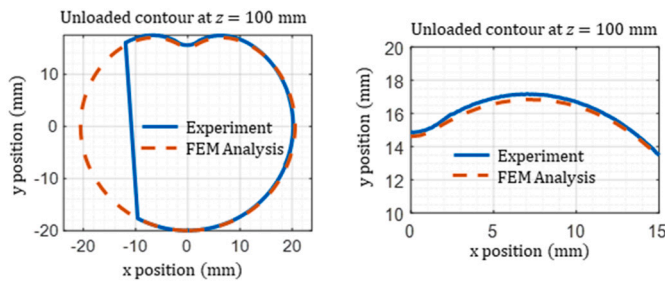 Unloaded contour at z = 100 mm
10
0
-10
-20
y position (mm)
-20
-10
0
10
20
x position (mm)
Experiment
FEM Analysis
Unloaded contour at z = 100 mm
20
18
16
14
12
10
y position (mm)
0
5
10
15
x position (mm)
Experiment
FEM Analysis